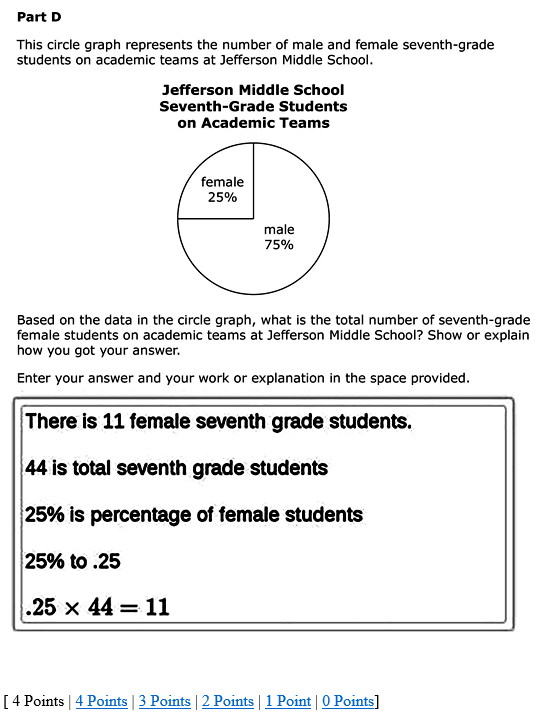 Part D
This circle graph represents the number of male and female seventh-grade
students on academic teams at Jefferson Middle School.
Jefferson Middle School
Seventh-Grade Students
on Academic Teams
female
25%
male
75%
Based on the data in the circle graph, what is the total number of seventh-grade
female students on academic teams at Jefferson Middle School? Show or explain
how you got your answer.
Enter your answer and your work or explanation in the space provided.
There is 11 female seventh grade students.
44 is total seventh grade students
25% is percentage of female students
25% to .25
.25 × 44 = 11
[ 4 Points | 4 Points | 3 Points | 2 Points | 1 Point | 0 Points]